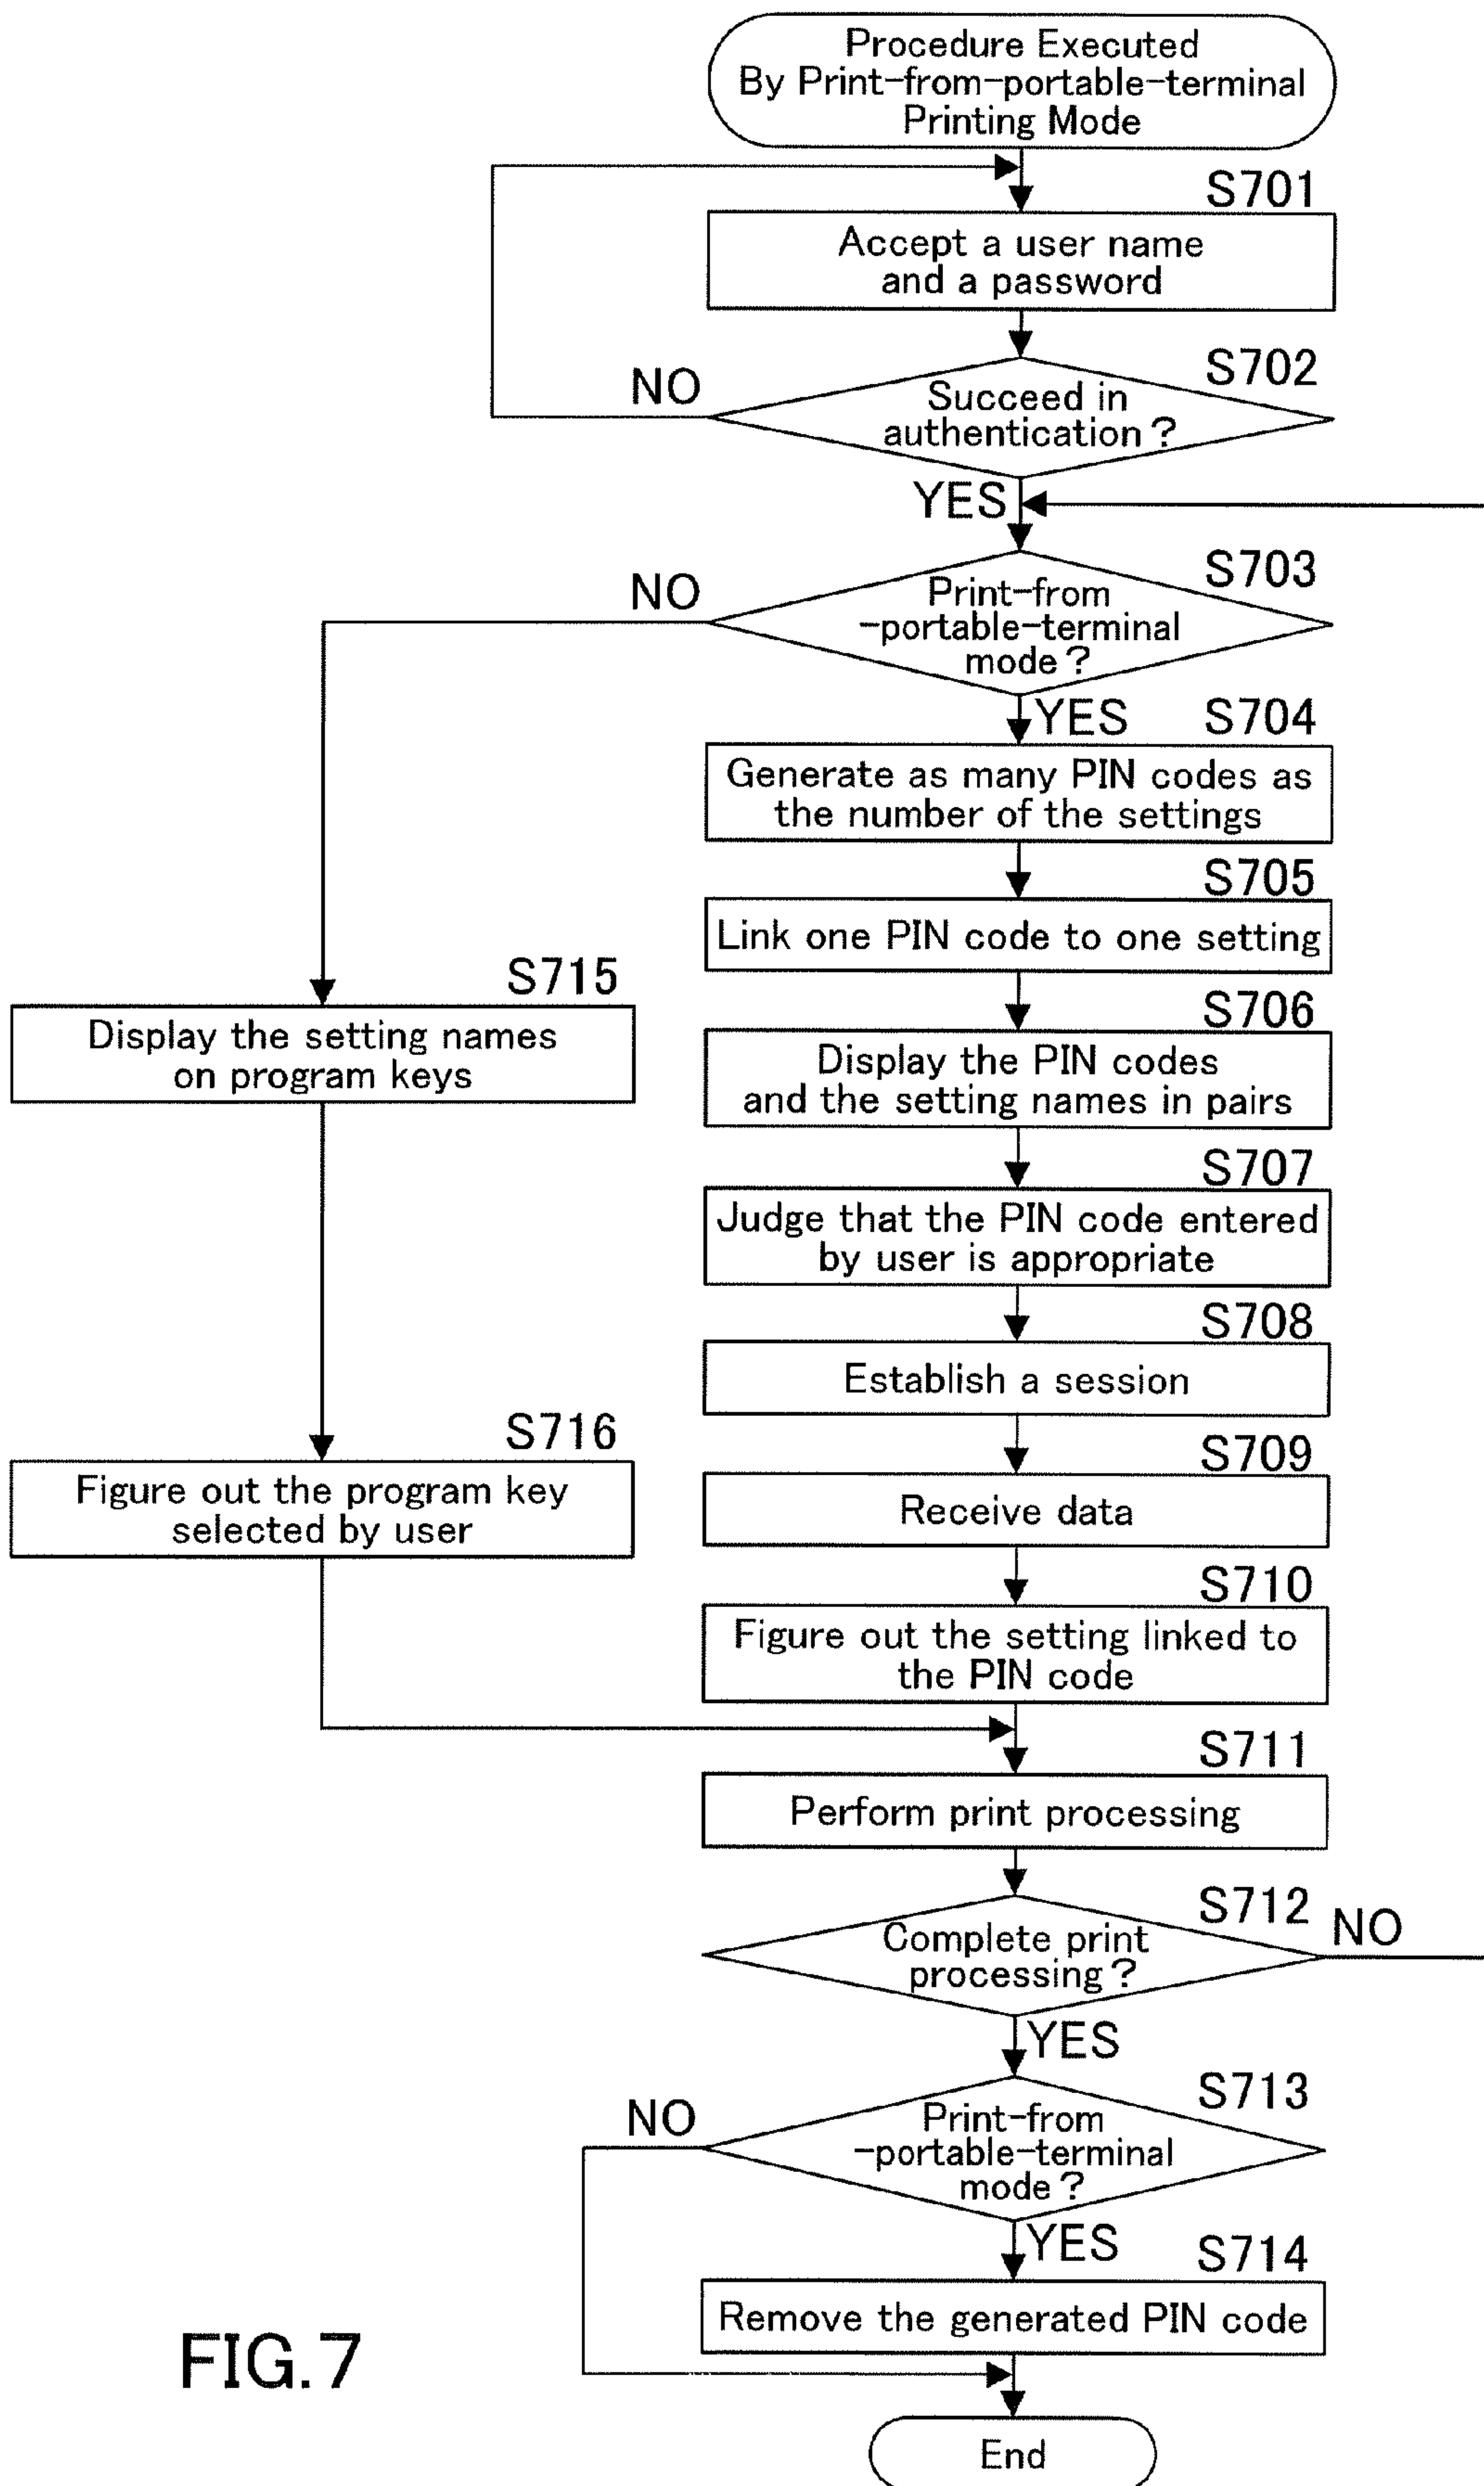 Procedure Executed
By Print-from-portable-terminal
Printing Mode
S701
Accept a user name
and a password
S702
NO
Succeed in
authentication?
YES
S703
NO
Print-from
-portable-terminal
mode?
YES
S704
Generate as many PIN codes as
the number of the settings
S705
Link one PIN code to one setting
S715
Display the setting names
on program keys
S706
Display the PIN codes
and the setting names in pairs
S707
Judge that the PIN code entered
by user is appropriate
S708
Establish a session
S716
Figure out the program key
selected by user
S709
Receive data
S710
Figure out the setting linked to
the PIN code
S711
Perform print processing
S712
NO
Complete print
processing?
YES
S713
NO
Print-from
-portable-terminal
mode?
YES
S714
Remove the generated PIN code
FIG.7
End